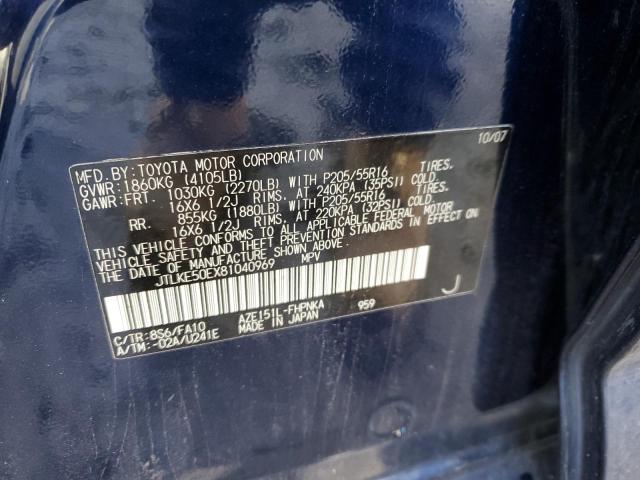 MFD.BY:TOYOTA MOTOR CORPORATION 10/07
GVWR:1860KG (4105LB)
GAWR:FRT. 1030KG (2270LB) WITH P205/55R16 TIRES.
16X6 1/2J RIMS, AT 240KPA (35PSI) COLD.
RR. 855KG (1880LB) WITH P205/55R16 TIRES.
16X6 1/2J RIMS, AT 220KPA (32PSI) COLD.
THIS VEHICLE CONFORMS TO ALL APPLICABLE FEDERAL MOTOR
VEHICLE SAFETY AND THEFT PREVENTION STANDARDS IN EFFECT ON
THE DATE OF MANUFACTURE SHOWN ABOVE.
JTLKE50EX81040969 MPV
J
C/TR:8S6/FA10 AZE151L-FHPNKA 959
A/TM:-02A/U241E MADE IN JAPAN